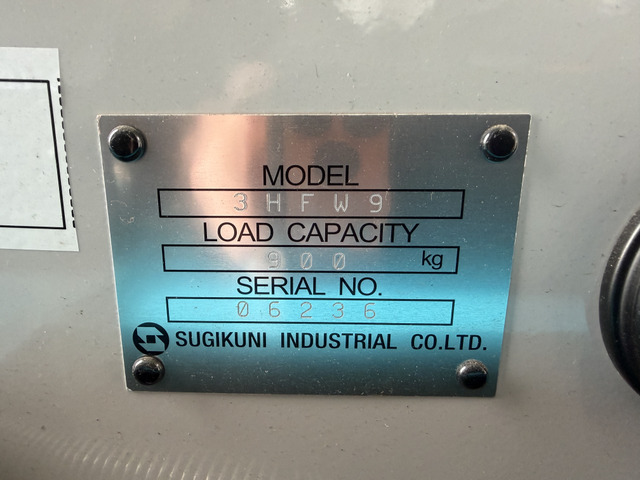 MODEL
3HFW9
LOAD CAPACITY
900 kg
SERIAL NO.
06236
SUGIKUNI INDUSTRIAL CO.LTD.